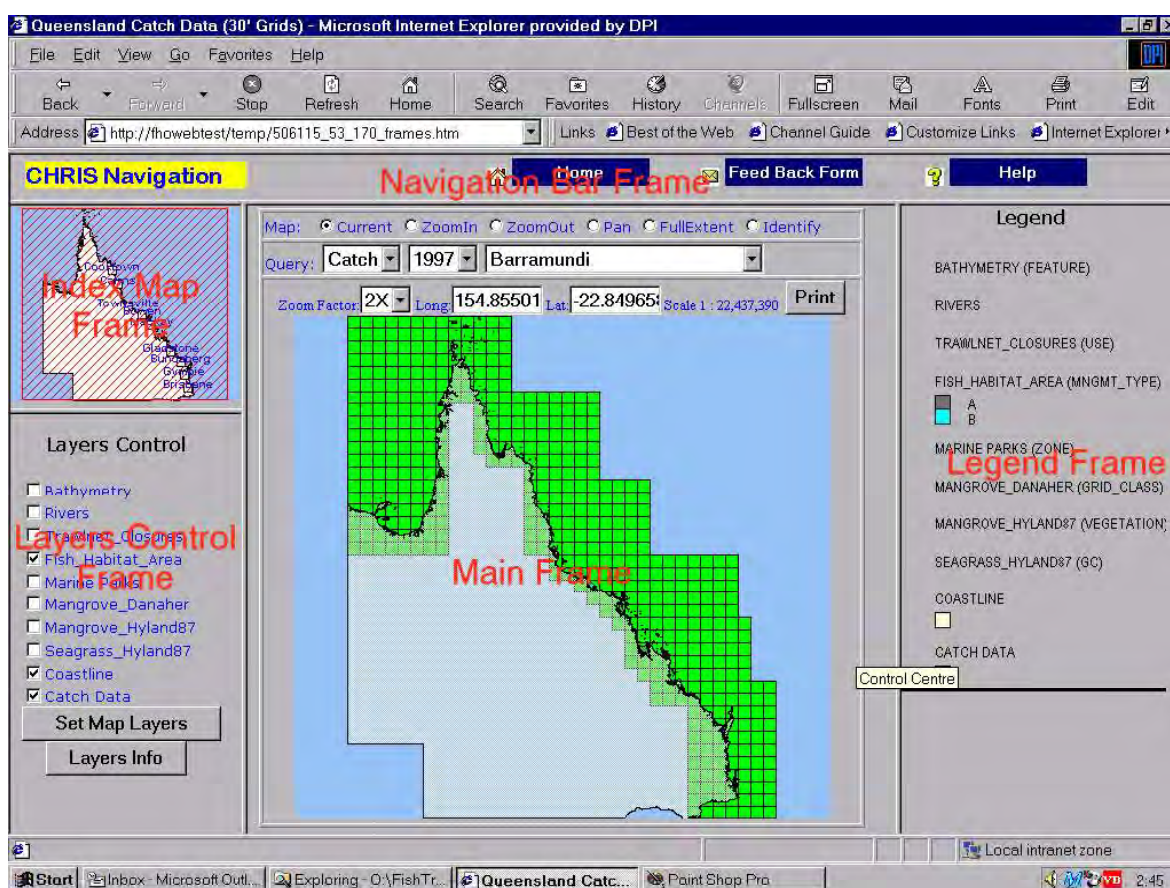 Queensland Catch Data (30' Grids) - Microsoft Internet Explorer provided by DPI
File Edit View Go Favorites Help
DPI
Back Forward Stop Refresh Home Search Favorites History Channels Fullscreen Mail Fonts Print Edit
Address http://fhowebtest/temp/506115_53_170_frames.htm Links Best of the Web Channel Guide Customize Links Internet Explorer
CHRIS Navigation Home Feed Back Form Help
Navigation Bar Frame
Cooktown
Cairns
Townsville
Bowen
Gladstone
Bundaberg
Gympie
Brisbane
Index Map
Frame
Layers Control
Bathymetry
Rivers
Trawlnet_Closures
Fish_Habitat_Area
Marine Parks
Mangrove_Danaher
Mangrove_Hyland87
Seagrass_Hyland87
Coastline
Catch Data
Layers Control
Frame
Set Map Layers
Layers Info
Map: Current ZoomIn ZoomOut Pan FullExtent Identify
Query: Catch 1997 Barramundi
Zoom Factor: 2X Long: 154.85501 Lat: -22.84965 Scale 1 : 22,437,390 Print
Main Frame
Legend
BATHYMETRY (FEATURE)
RIVERS
TRAWLNET_CLOSURES (USE)
FISH_HABITAT_AREA (MNGMT_TYPE)
A
B
MARINE PARKS (ZONE)
Legend Frame
MANGROVE_DANAHER (GRID_CLASS)
MANGROVE_HYLAND87 (VEGETATION)
SEAGRASS_HYLAND87 (GC)
COASTLINE
CATCH DATA
Control Centre
Local intranet zone
Start Inbox - Microsoft Outl... Exploring - O:\FishTr... Queensland Catc... Paint Shop Pro 2:45